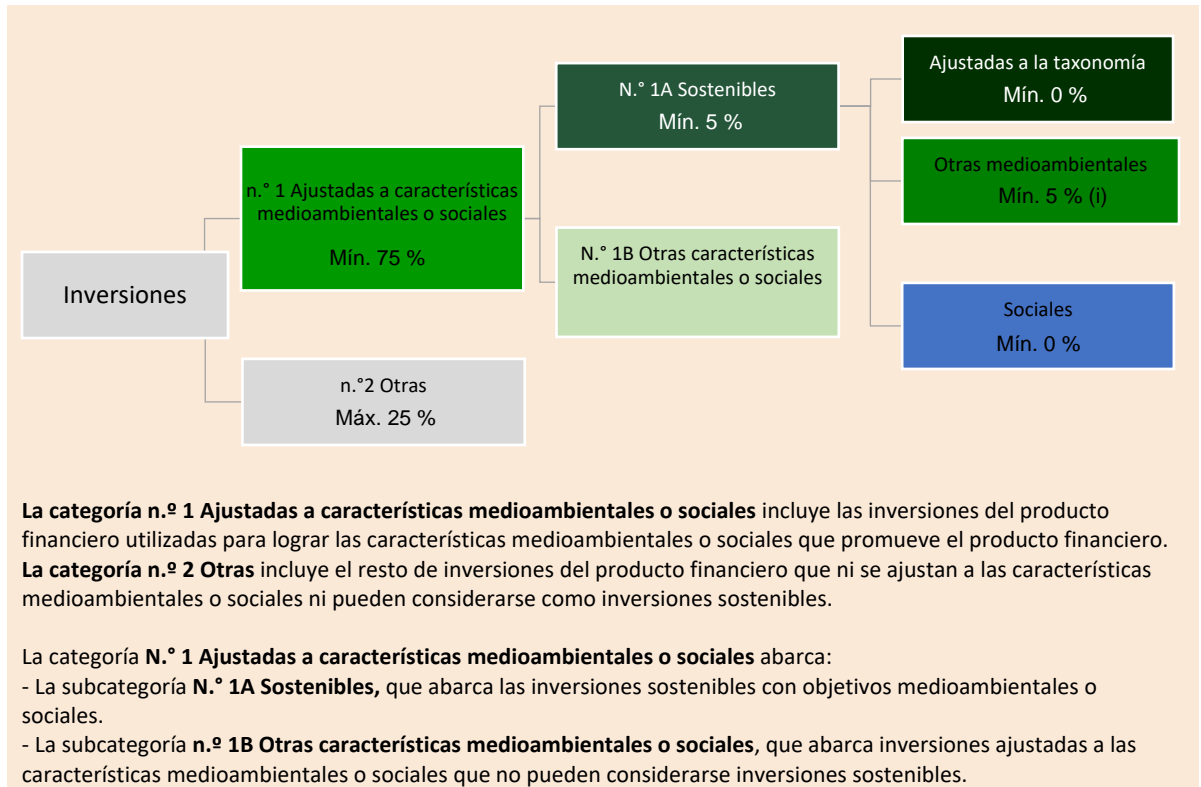 Inversiones
n.° 1 Ajustadas a características
medioambientales o sociales
Mín. 75 %
n.°2 Otras
Máx. 25 %
N.° 1A Sostenibles
Mín. 5 %
N.° 1B Otras características
medioambientales o sociales
Ajustadas a la taxonomía
Mín. 0 %
Otras medioambientales
Mín. 5 % (i)
Sociales
Mín. 0 %
La categoría n.º 1 Ajustadas a características medioambientales o sociales incluye las inversiones del producto
financiero utilizadas para lograr las características medioambientales o sociales que promueve el producto financiero.
La categoría n.º 2 Otras incluye el resto de inversiones del producto financiero que ni se ajustan a las características
medioambientales o sociales ni pueden considerarse como inversiones sostenibles.
La categoría N.° 1 Ajustadas a características medioambientales o sociales abarca:
- La subcategoría N.° 1A Sostenibles, que abarca las inversiones sostenibles con objetivos medioambientales o
sociales.
- La subcategoría n.º 1B Otras características medioambientales o sociales, que abarca inversiones ajustadas a las
características medioambientales o sociales que no pueden considerarse inversiones sostenibles.